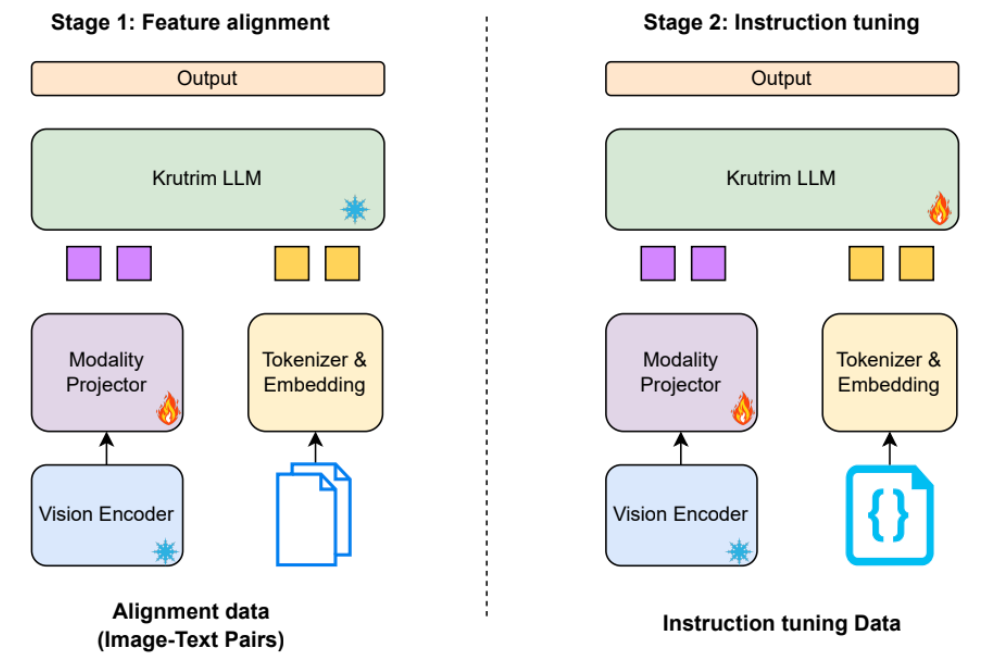 Stage 1: Feature alignment
Output
Krutrim LLM
Modality
Projector
Tokenizer &
Embedding
Vision Encoder
Alignment data
(Image-Text Pairs)
Stage 2: Instruction tuning
Output
Krutrim LLM
Modality
Projector
Tokenizer &
Embedding
Vision Encoder
{}
Instruction tuning Data